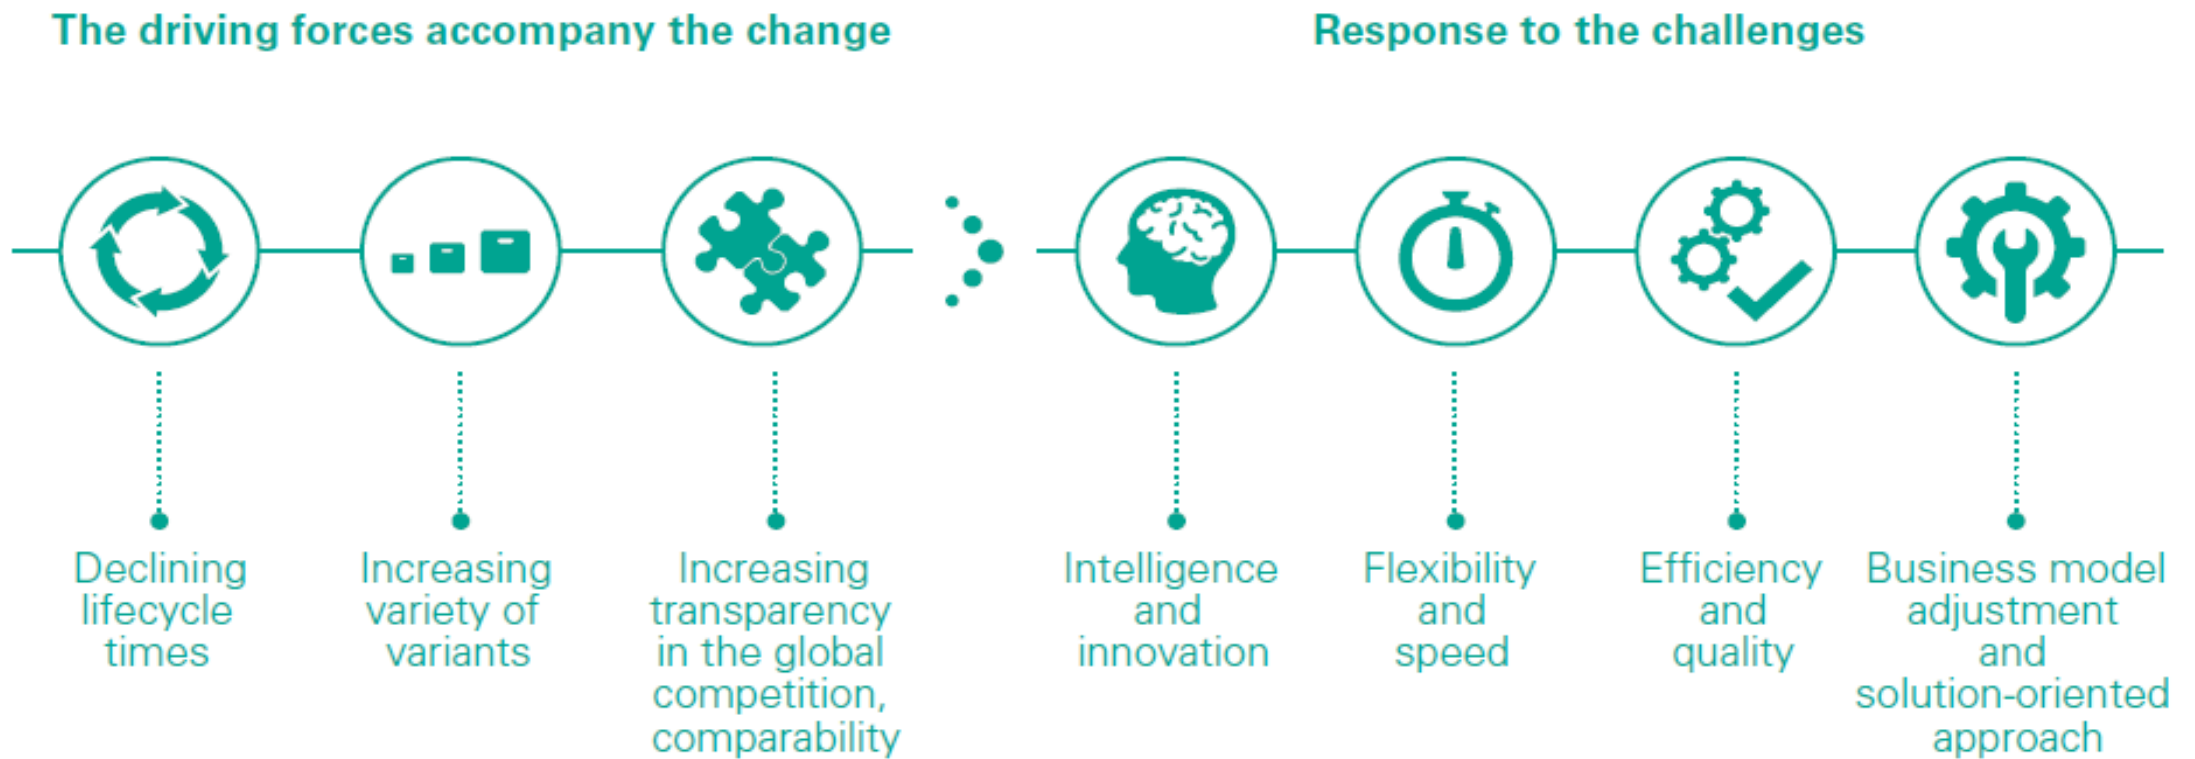 The driving forces accompany the change
Response to the challenges
Declining
lifecycle
times
Increasing
variety of
variants
Increasing
transparency
in the global
competition,
comparability
Intelligence
and
innovation
Flexibility
and
speed
Efficiency
and
quality
Business model
adjustment
and
solution-oriented
approach